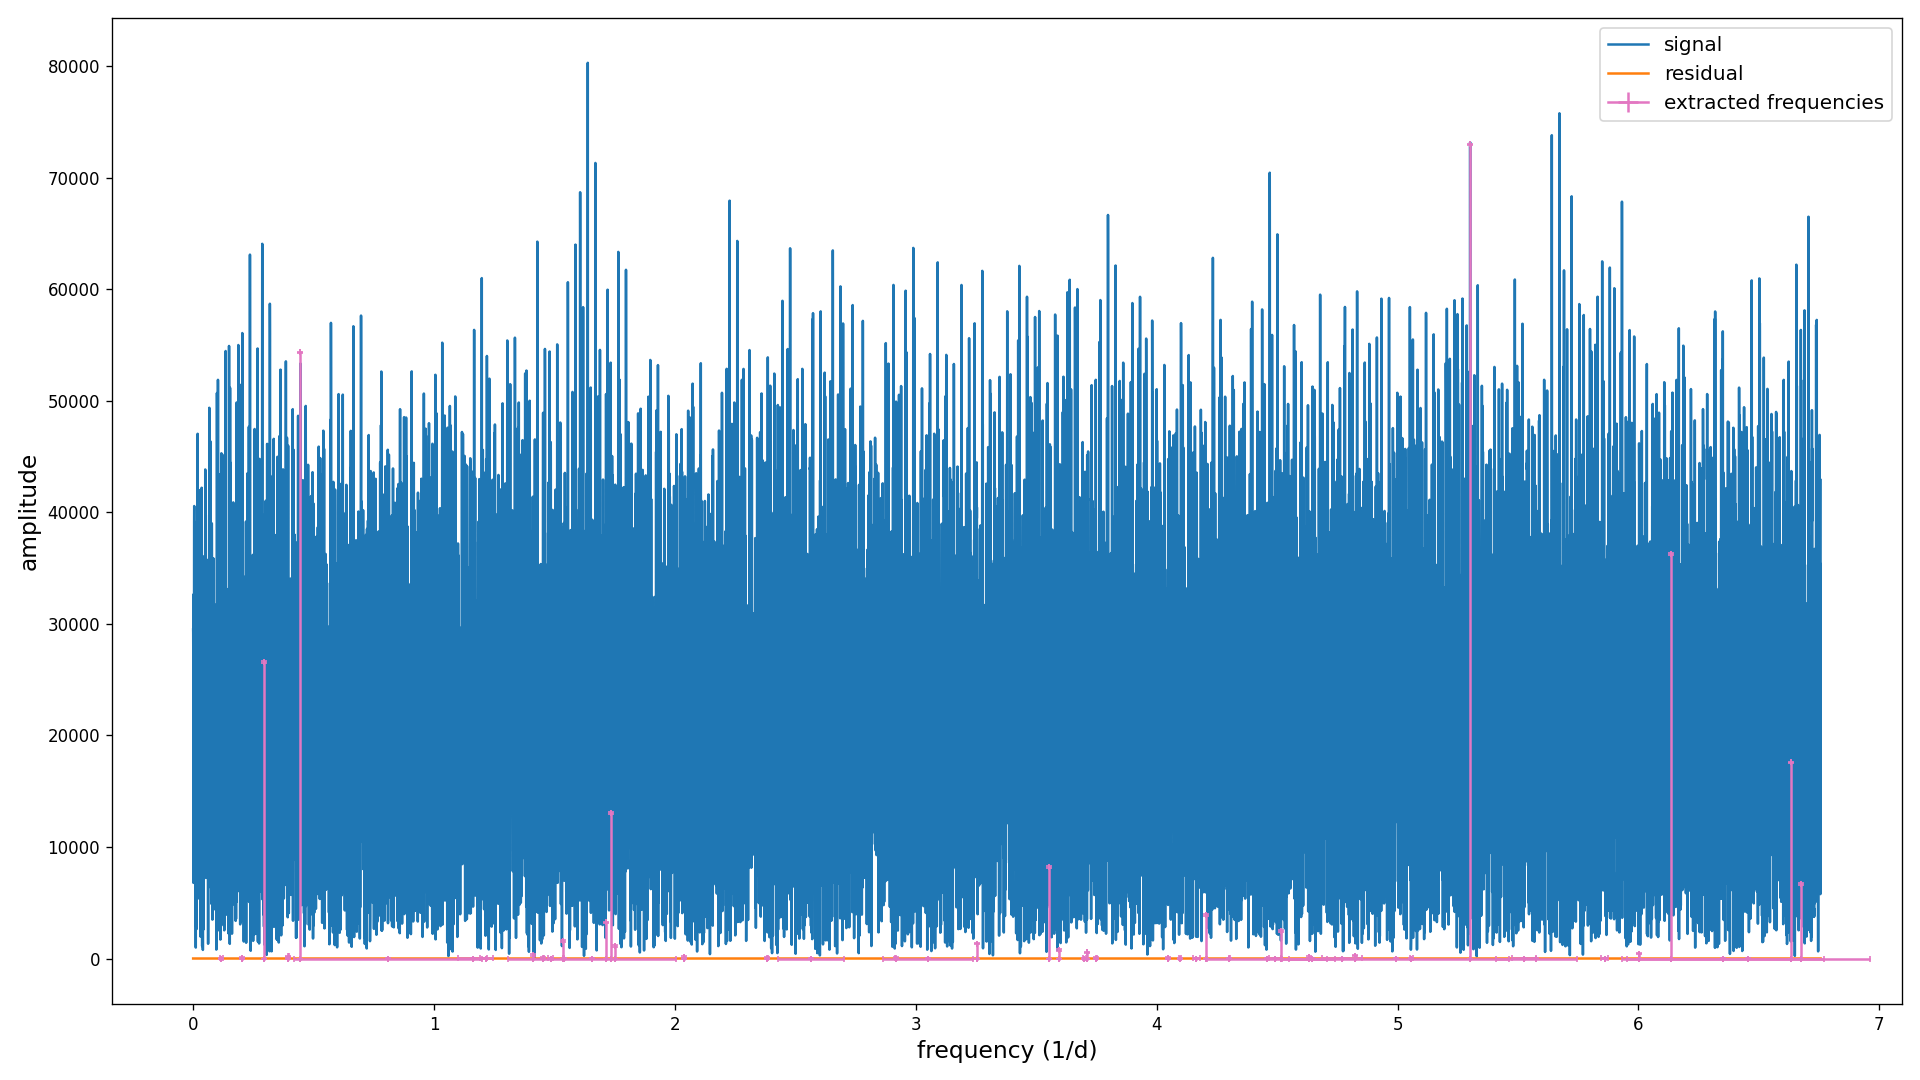 signal
residual
extracted frequencies
80000
70000
60000
50000
40000
30000
20000
10000
0
amplitude
0 1 2 3 4 5 6 7
frequency (1/d)